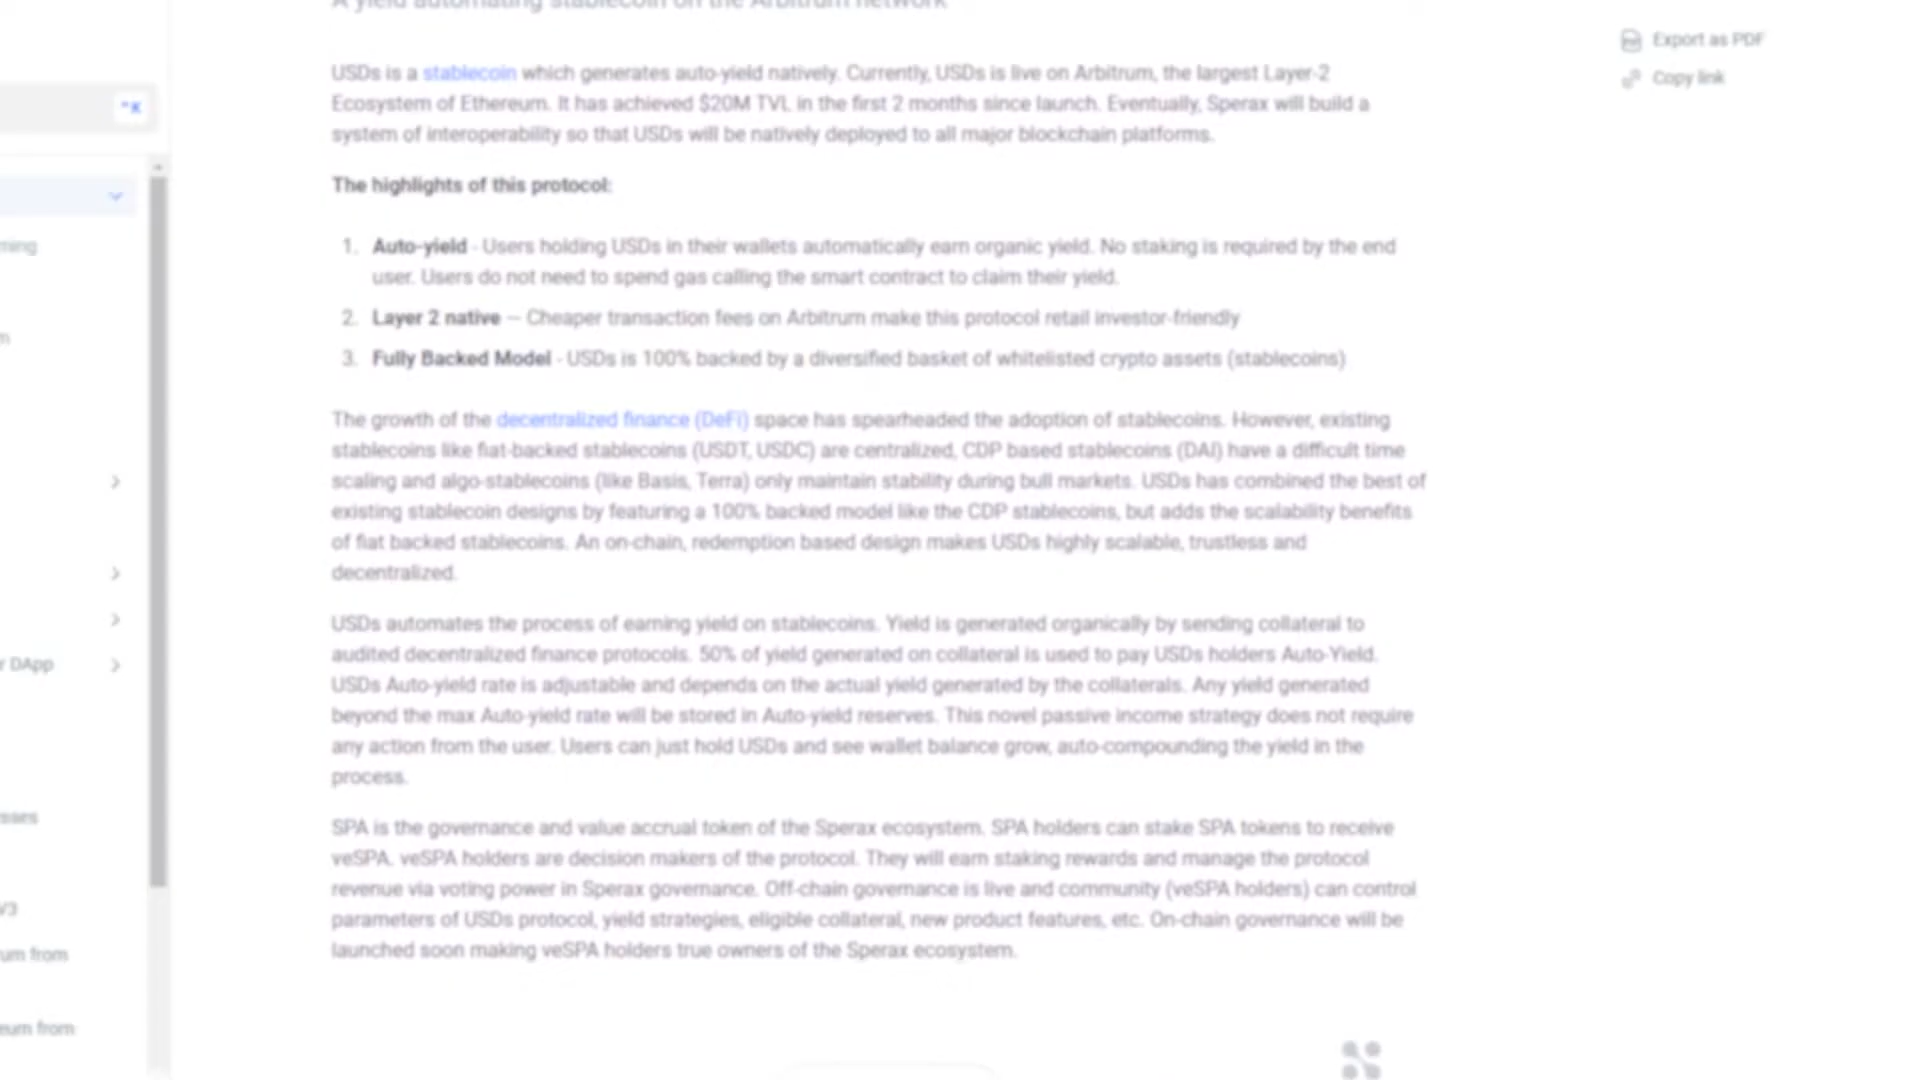 A yield automating stablecoin on the Arbitrum network
Export as PDF
Copy link
USDs is a stablecoin which generates auto-yield natively. Currently, USDs is live on Arbitrum, the largest Layer-2
Ecosystem of Ethereum. It has achieved $20M TVL in the first 2 months since launch. Eventually, Sperax will build a
system of interoperability so that USDs will be natively deployed to all major blockchain platforms.
The highlights of this protocol:
1. Auto-yield - Users holding USDs in their wallets automatically earn organic yield. No staking is required by the end
user. Users do not need to spend gas calling the smart contract to claim their yield.
2. Layer 2 native — Cheaper transaction fees on Arbitrum make this protocol retail investor-friendly
3. Fully Backed Model - USDs is 100% backed by a diversified basket of whitelisted crypto assets (stablecoins)
The growth of the decentralized finance (DeFi) space has spearheaded the adoption of stablecoins. However, existing
stablecoins like fiat-backed stablecoins (USDT, USDC) are centralized, CDP based stablecoins (DAI) have a difficult time
scaling and algo-stablecoins (like Basis, Terra) only maintain stability during bull markets. USDs has combined the best of
existing stablecoin designs by featuring a 100% backed model like the CDP stablecoins, but adds the scalability benefits
of fiat backed stablecoins. An on-chain, redemption based design makes USDs highly scalable, trustless and
decentralized.
USDs automates the process of earning yield on stablecoins. Yield is generated organically by sending collateral to
audited decentralized finance protocols. 50% of yield generated on collateral is used to pay USDs holders Auto-Yield.
USDs Auto-yield rate is adjustable and depends on the actual yield generated by the collaterals. Any yield generated
beyond the max Auto-yield rate will be stored in Auto-yield reserves. This novel passive income strategy does not require
any action from the user. Users can just hold USDs and see wallet balance grow, auto-compounding the yield in the
process.
SPA is the governance and value accrual token of the Sperax ecosystem. SPA holders can stake SPA tokens to receive
veSPA. veSPA holders are decision makers of the protocol. They will earn staking rewards and manage the protocol
revenue via voting power in Sperax governance. Off-chain governance is live and community (veSPA holders) can control
parameters of USDs protocol, yield strategies, eligible collateral, new product features, etc. On-chain governance will be
launched soon making veSPA holders true owners of the Sperax ecosystem.
r DApp
V3
um from
eum from